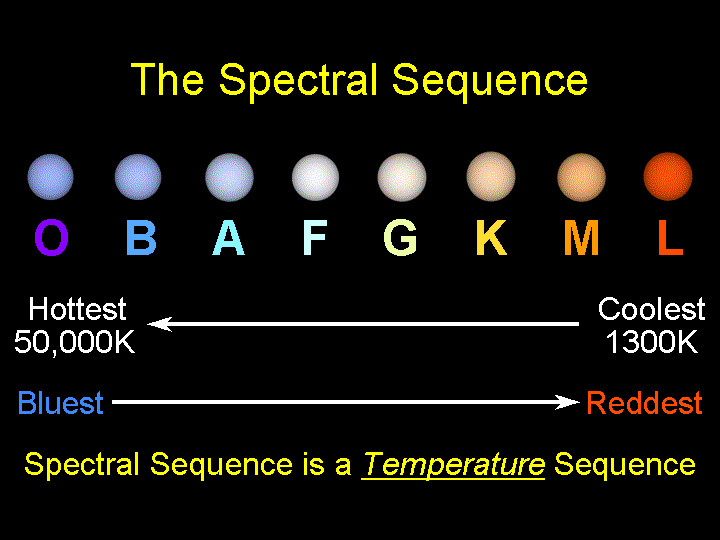 The Spectral Sequence
O B A F G K M L
Hottest
50,000K
Coolest
1300K
Bluest
Reddest
Spectral Sequence is a Temperature Sequence